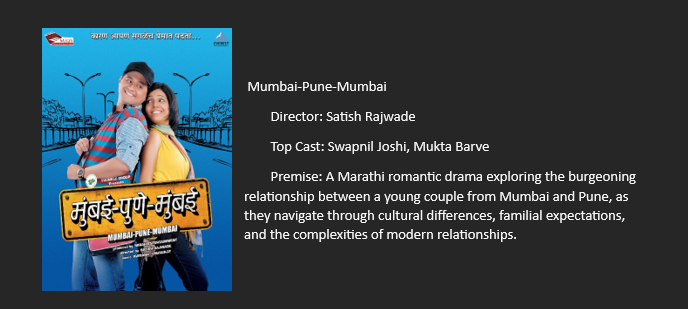 कारण आपण सगळ्यांच प्रेमात पडतो...
मुंबई-पुणे-मुंबई
MUMBAI-PUNE-MUMBAI
Mumbai-Pune-Mumbai
Director: Satish Rajwade
Top Cast: Swapnil Joshi, Mukta Barve
Premise: A Marathi romantic drama exploring the burgeoning
relationship between a young couple from Mumbai and Pune, as
they navigate through cultural differences, familial expectations,
and the complexities of modern relationships.